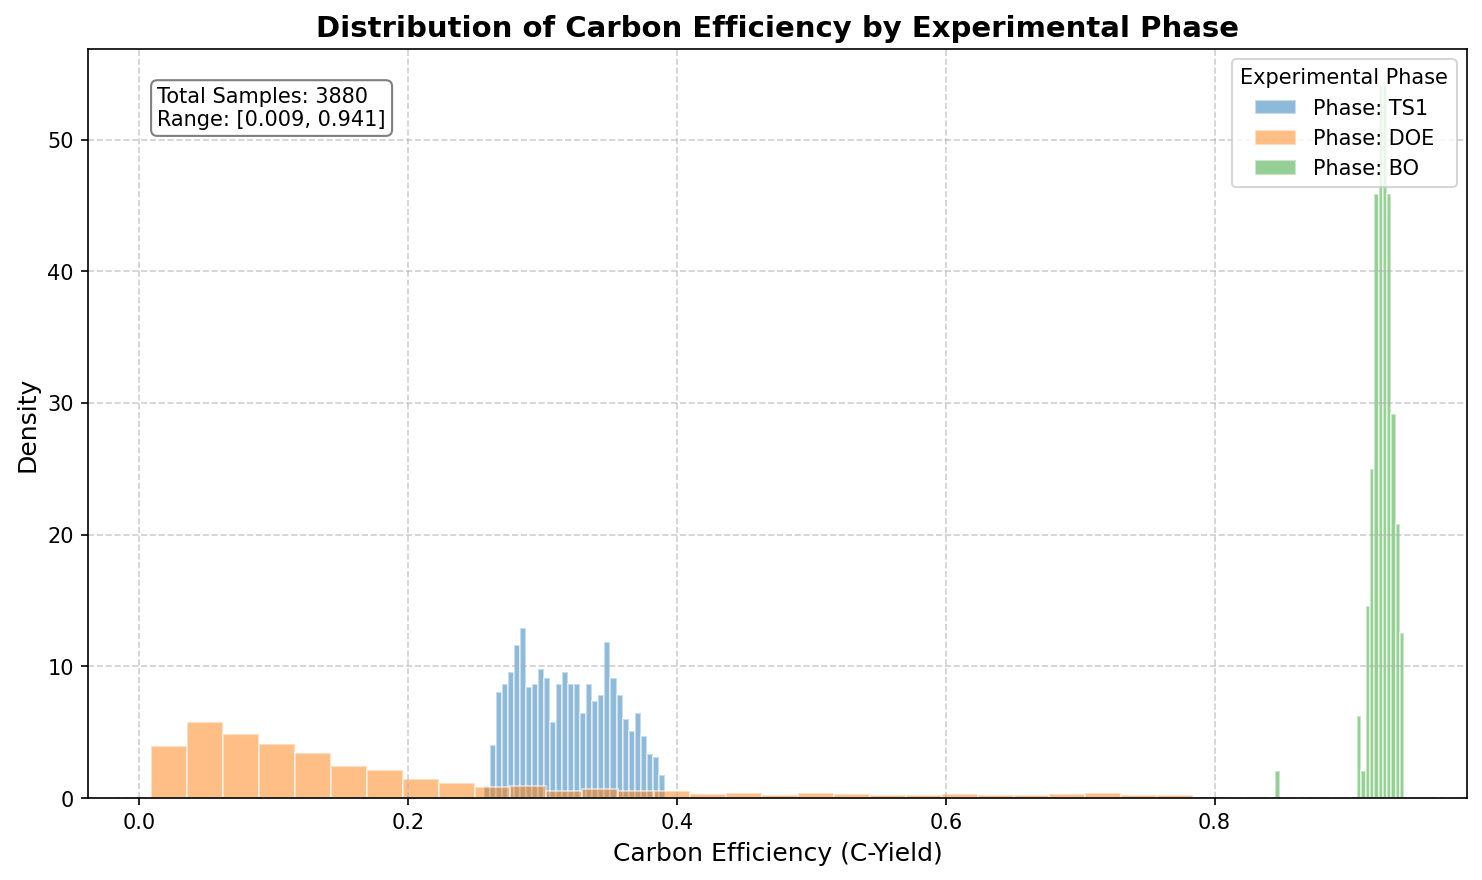 Distribution of Carbon Efficiency by Experimental Phase
Total Samples: 3880
Range: [0.009, 0.941]
Experimental Phase
Phase: TS1
Phase: DOE
Phase: BO
50
40
30
20
10
0
Density
0.0 0.2 0.4 0.6 0.8
Carbon Efficiency (C-Yield)